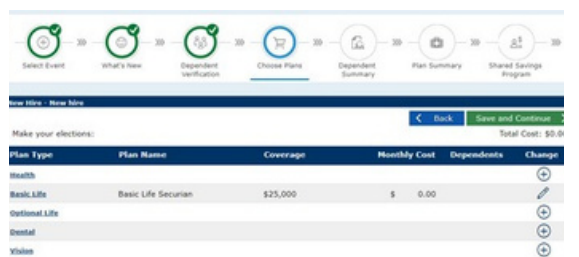 Select Event
What's New
Dependent
Verification
Choose Plans
Dependent
Summary
Plan Summary
Shared Savings
Program
New Hire - New hire
Back
Save and Continue
Make your elections:
Total Cost: $0.00
Plan Type Plan Name Coverage Monthly Cost Dependents Change
Health
Basic Life Basic Life Securian $25,000 $ 0.00
Optional Life
Dental
Vision